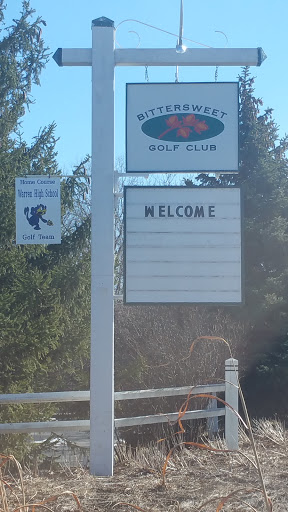 BITTERSWEET
GOLF CLUB
WELCOME
Home Course
Warren High School
Golf Team